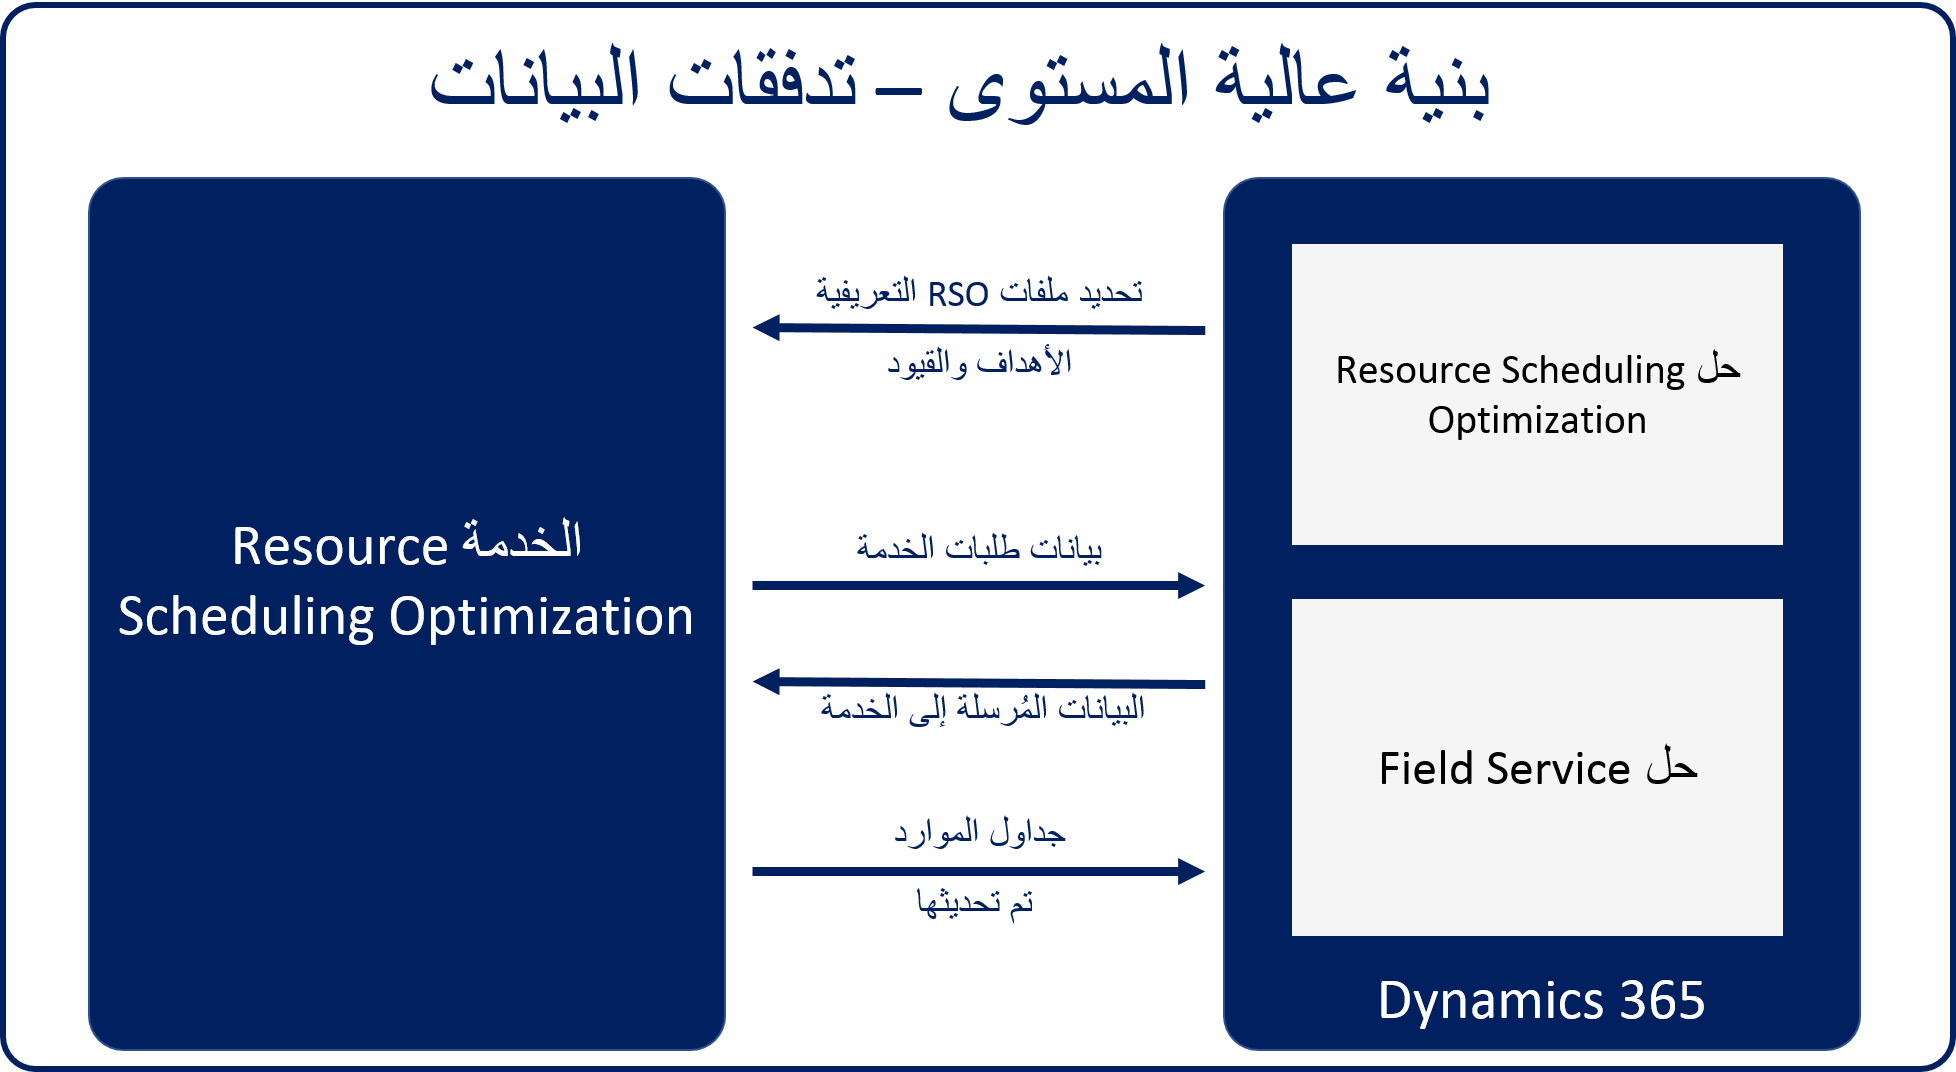 بنية عالية المستوى – تدفقات البيانات
حل Resource Scheduling
Optimization
حل Field Service
Dynamics 365
تحديد ملفات RSO التعريفية
الأهداف والقيود
بيانات طلبات الخدمة
البيانات المُرسلة إلى الخدمة
جداول الموارد
تم تحديثها
الخدمة Resource
Scheduling Optimization